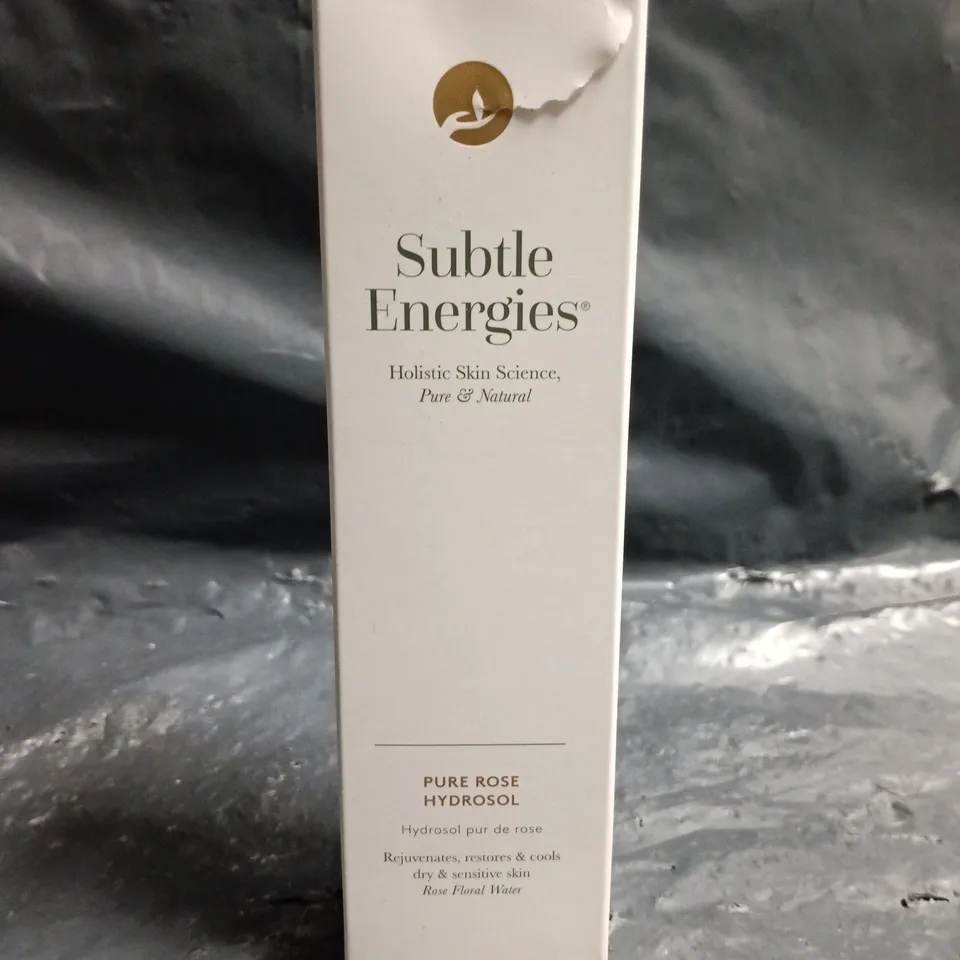 Subtle
Energies®
Holistic Skin Science,
Pure & Natural
PURE ROSE
HYDROSOL
Hydrosol pur de rose
Rejuvenates, restores & cools
dry & sensitive skin
Rose Floral Water